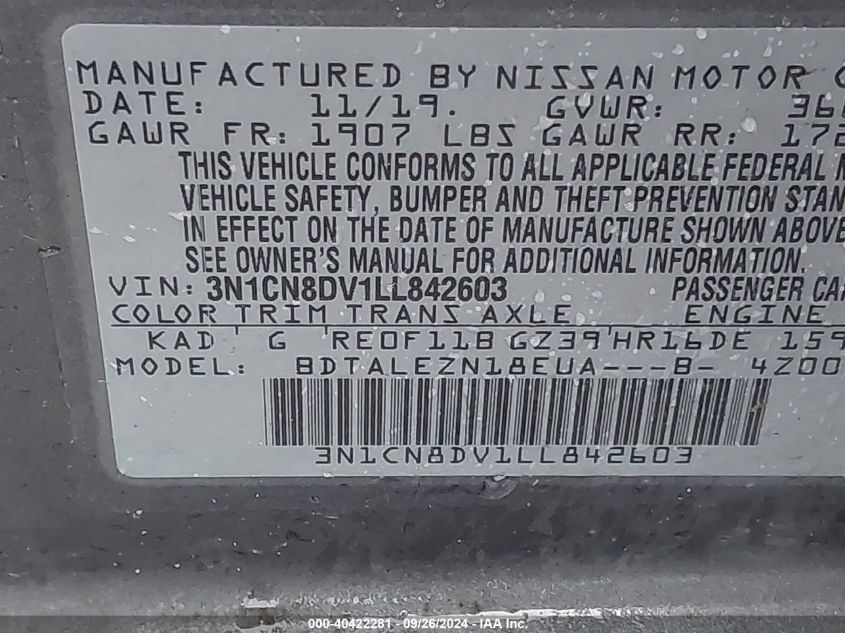 MANUFACTURED BY NISSAN MOTOR
DATE: 11/19. GVWR:
GAWR FR: 1907 LBS GAWR RR:
THIS VEHICLE CONFORMS TO ALL APPLICABLE FEDERAL
VEHICLE SAFETY, BUMPER AND THEFT PREVENTION
IN EFFECT ON THE DATE OF MANUFACTURE SHOWN ABOVE
SEE OWNER'S MANUAL FOR ADDITIONAL INFORMATION.
VIN: 3N1CN8DV1LL842603 PASSENGER
COLOR TRIM TRANS AXLE ENGINE
KAD G RE0F11B GZ39 HR16DE
MODEL: BDTALEZN18EUA---B-
3N1CN8DV1LL842603
000-40422281 - 09/26/2024 - IAA Inc.